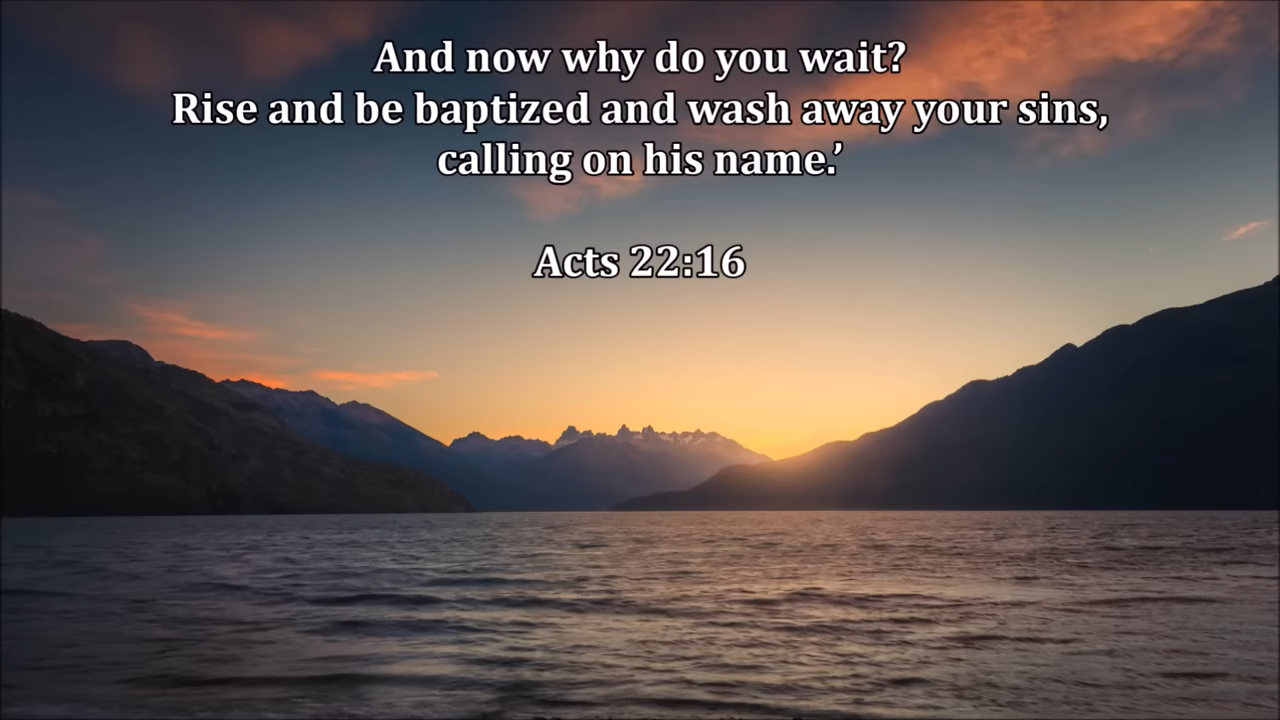 And now why do you wait?
Rise and be baptized and wash away your sins,
calling on his name.’
Acts 22:16